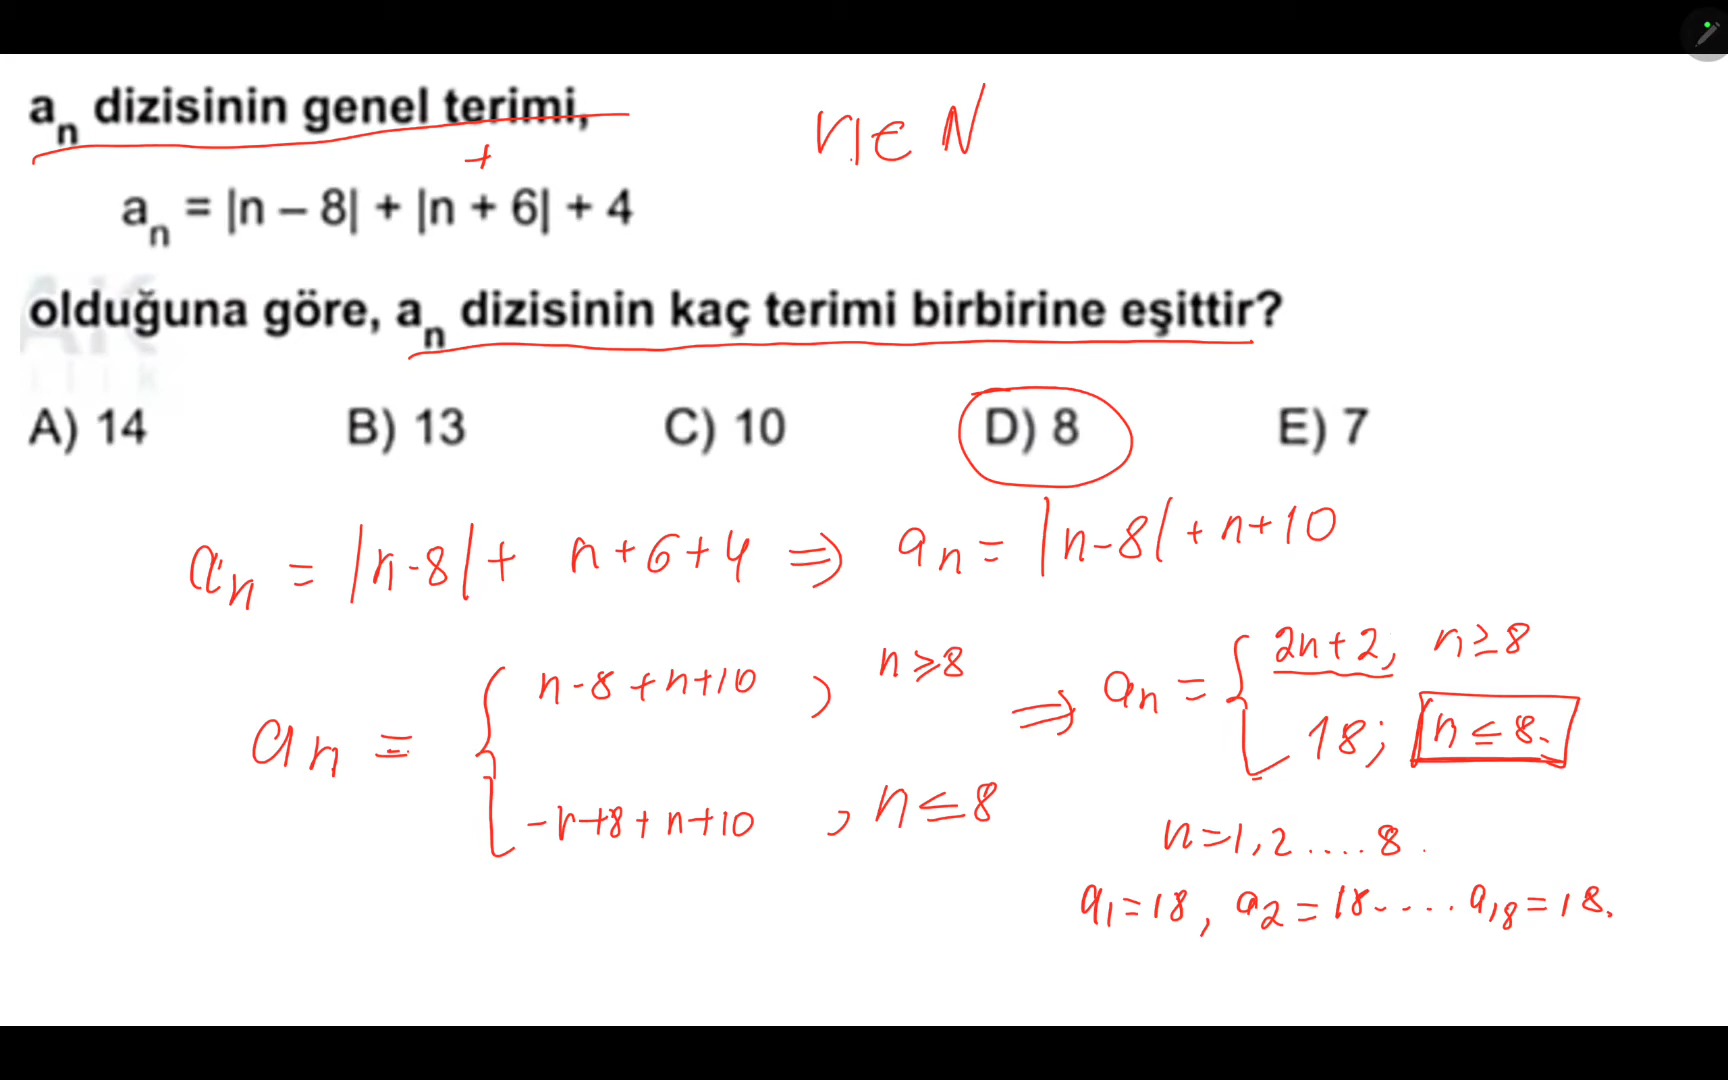 aₙ dizisinin genel terimi,
n ∈ N
+
aₙ = |n – 8| + |n + 6| + 4
olduğuna göre, aₙ dizisinin kaç terimi birbirine eşittir?
A) 14 B) 13 C) 10 D) 8 E) 7
aₙ = |n-8| + n+6+4 ⇒ aₙ = |n-8| + n+10
aₙ = { n-8+n+10 , n ≥ 8
-n+8+n+10 , n ≤ 8
⇒ aₙ = { 2n+2, n ≥ 8
18; n ≤ 8.
n=1,2....8.
a₁=18, a₂=18..... a₁₈=18.